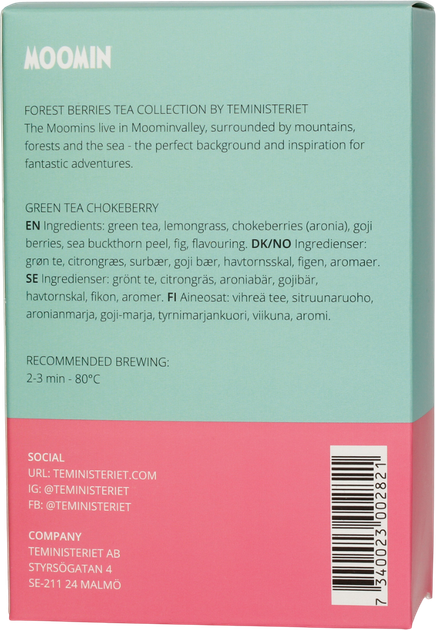 MOOMIN
FOREST BERRIES TEA COLLECTION BY TEMINISTERIET
The Moomins live in Moominvalley, surrounded by mountains,
forests and the sea - the perfect background and inspiration for
fantastic adventures.
GREEN TEA CHOKEBERRY
EN Ingredients: green tea, lemongrass, chokeberries (aronia), goji
berries, sea buckthorn peel, fig, flavouring. DK/NO Ingredienser:
grøn te, citrongræs, surbær, goji bær, havtornsskal, figen, aromaer.
SE Ingredienser: grönt te, citrongräs, aroniabär, gojibär,
havtornskal, fikon, aromer. FI Aineosat: vihreä tee, sitruunaruoho,
aronianmarja, goji-marja, tyrnimarjankuori, viikuna, aromi.
RECOMMENDED BREWING:
2-3 min - 80°C
SOCIAL
URL: TEMINISTERIET.COM
IG: @TEMINISTERIET
FB: @TEMINISTERIET
COMPANY
TEMINISTERIET AB
STYRSÖGATAN 4
SE-211 24 MALMÖ
7 340023 002821